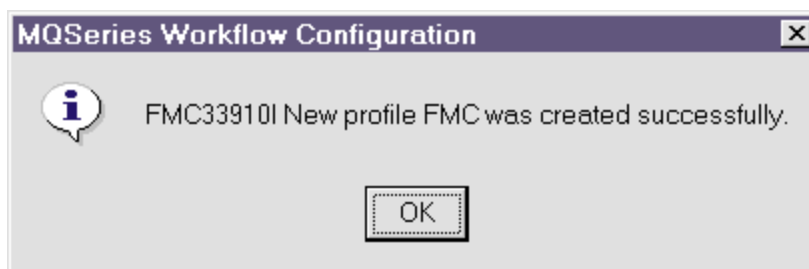 MQSeries Workflow Configuration
FMC33910I New profile FMC was created successfully.
OK